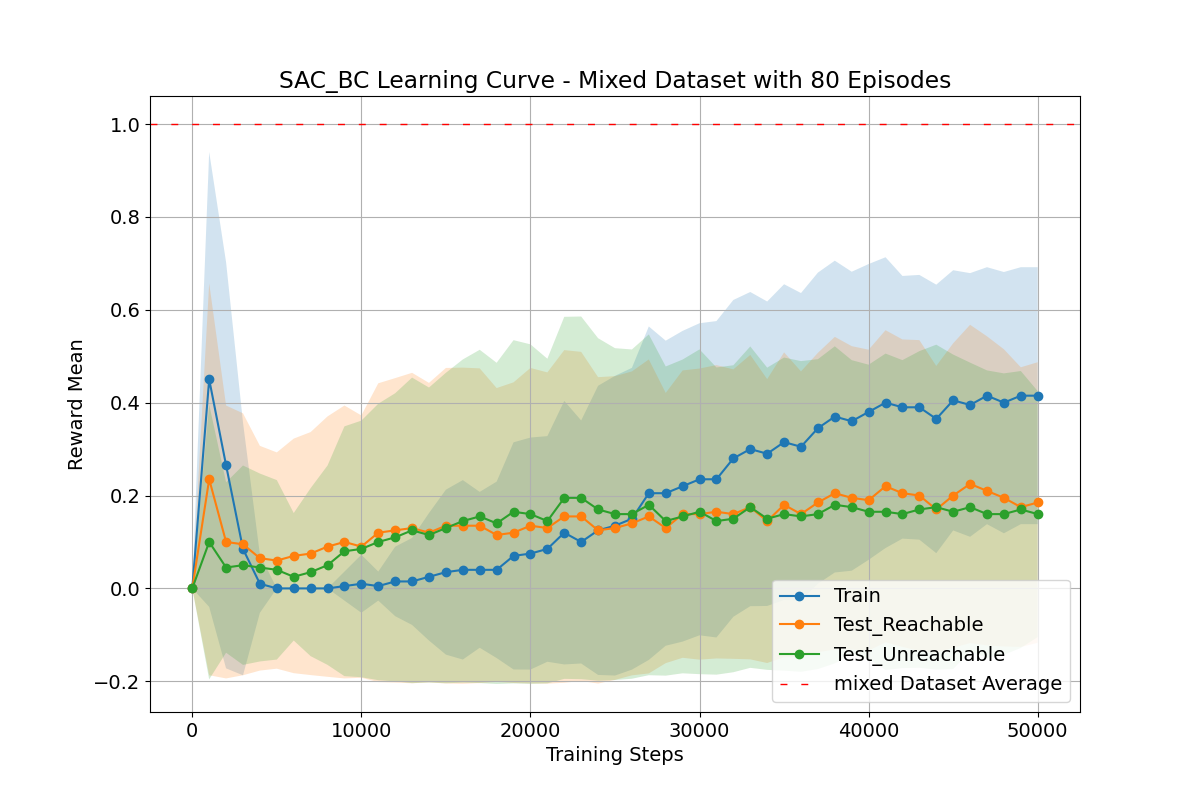 SAC_BC Learning Curve - Mixed Dataset with 80 Episodes
Reward Mean
1.0
0.8
0.6
0.4
0.2
0.0
−0.2
0 10000 20000 30000 40000 50000
Training Steps
Train
Test_Reachable
Test_Unreachable
mixed Dataset Average